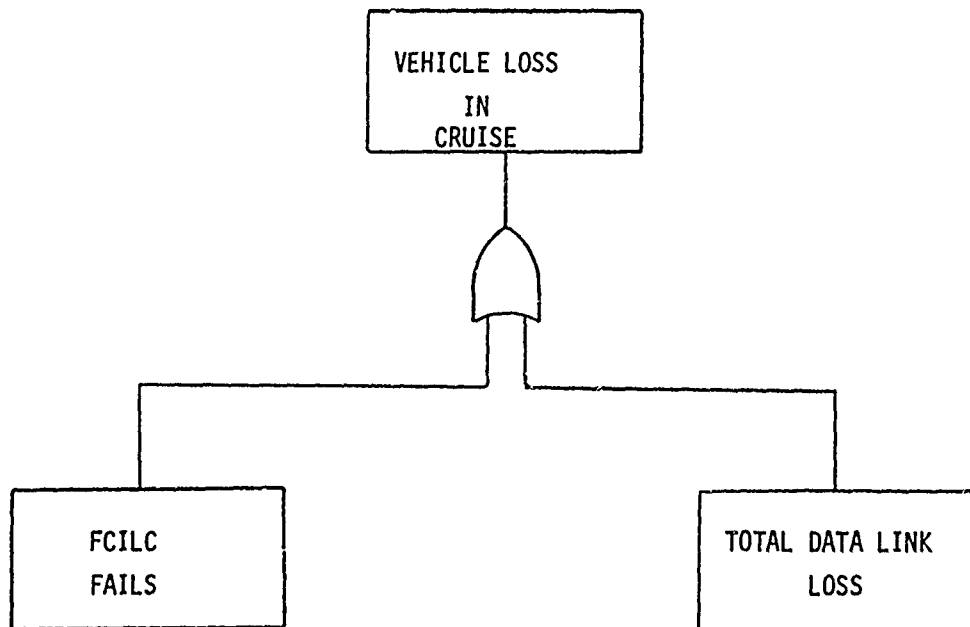 VEHICLE LOSS
IN
CRUISE
FCILC
FAILS
TOTAL DATA LINK
LOSS